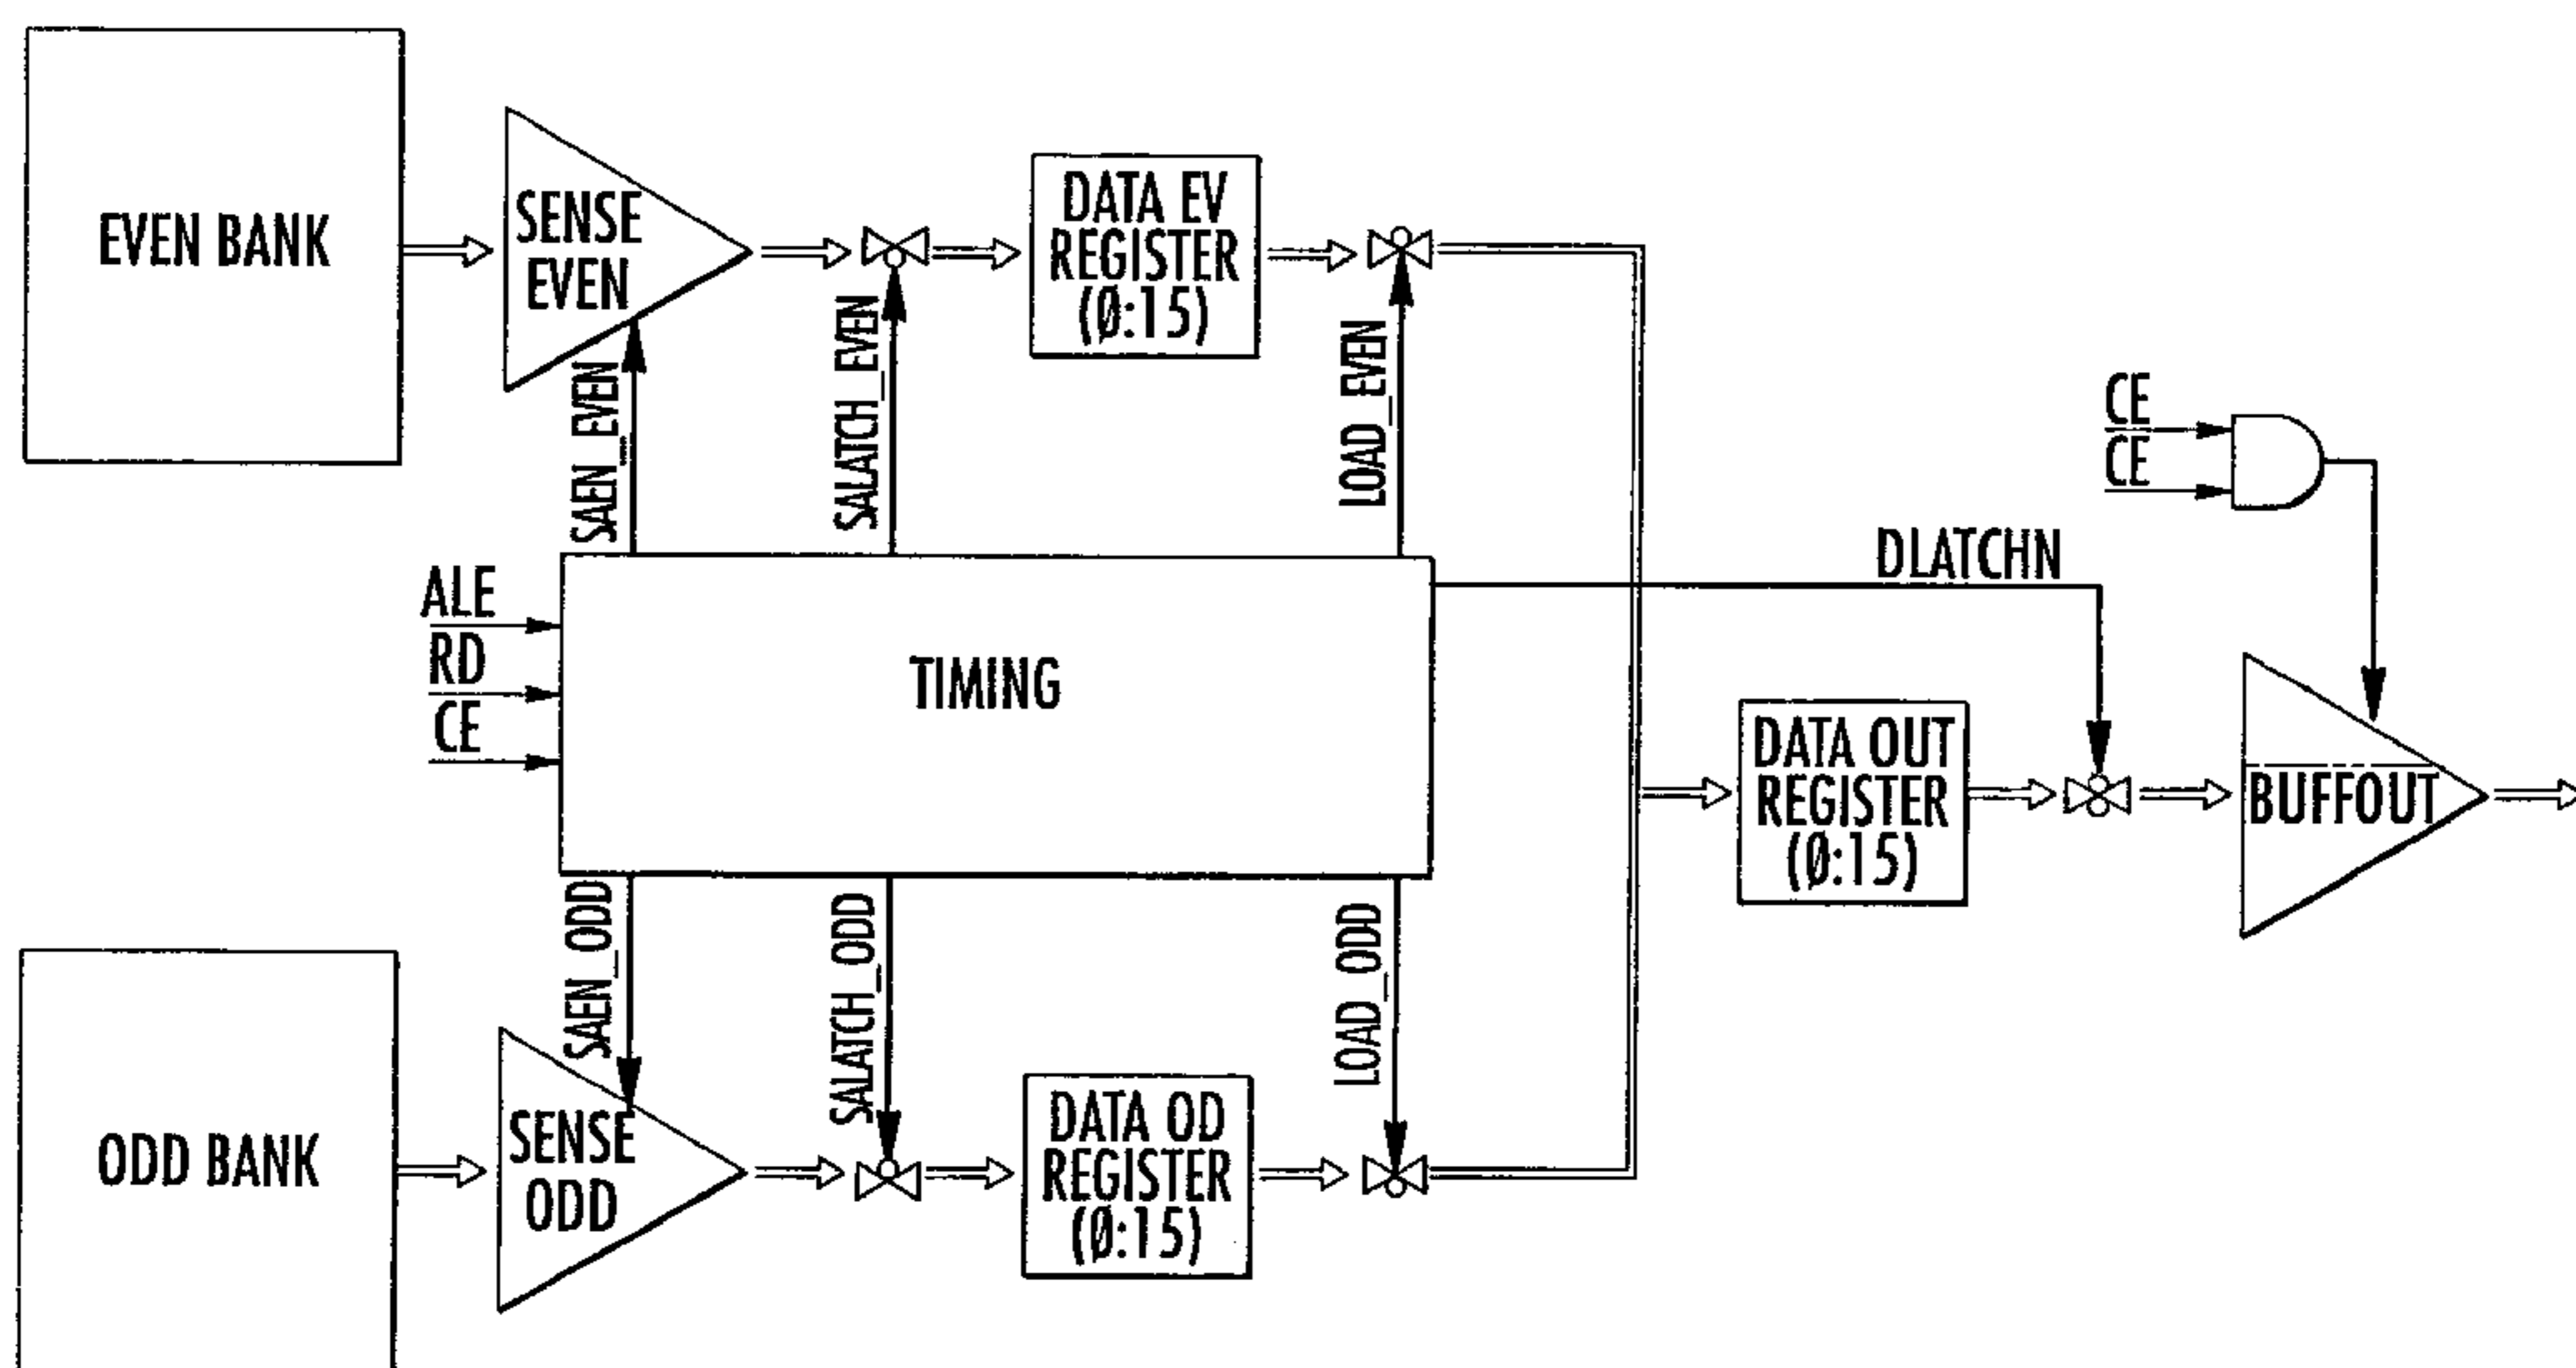 EVEN BANK
SENSE
EVEN
DATA EV
REGISTER
(Ø:15)
SAEN_EVEN
SALATCH_EVEN
LOAD_EVEN
CE
CE
DLATCHN
ALE
RD
CE
TIMING
DATA OUT
REGISTER
(Ø:15)
BUFFOUT
SAEN_ODD
SALATCH_ODD
LOAD_ODD
ODD BANK
SENSE
ODD
DATA OD
REGISTER
(Ø:15)